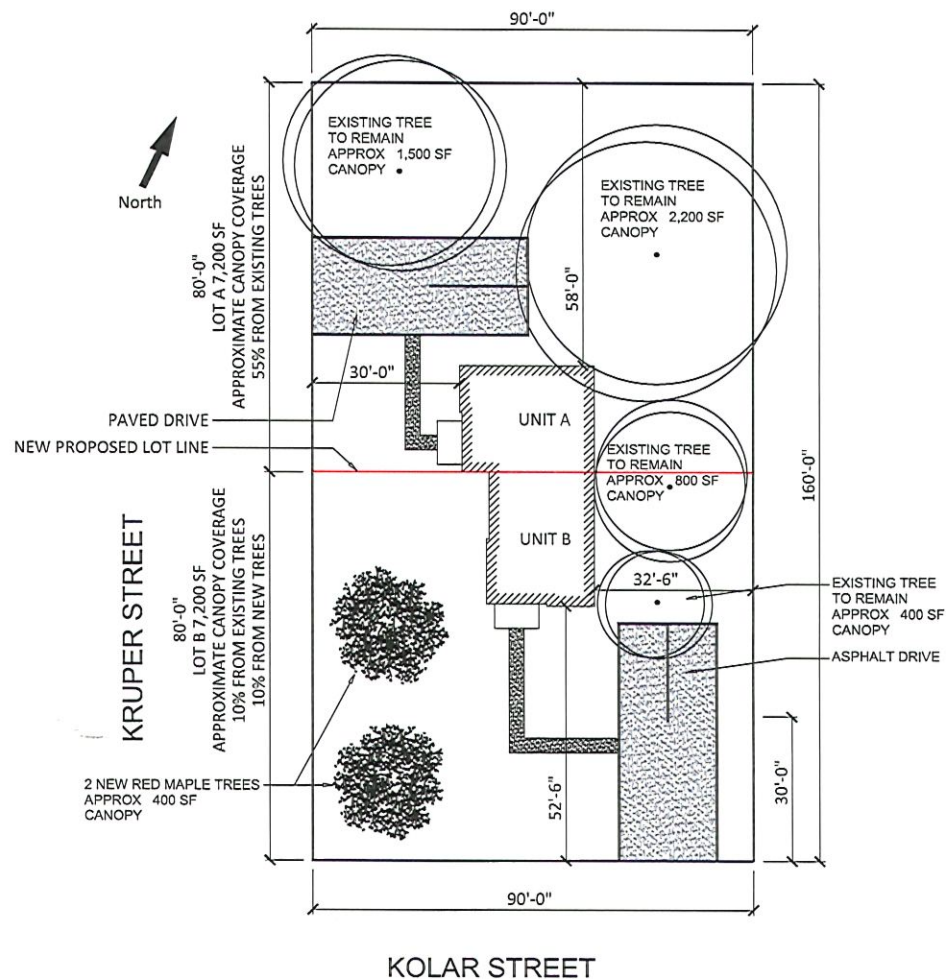 90'-0"
EXISTING TREE
TO REMAIN
APPROX 1,500 SF
CANOPY
North
EXISTING TREE
TO REMAIN
APPROX 2,200 SF
CANOPY
80'-0"
LOT A 7,200 SF
APPROXIMATE CANOPY COVERAGE
55% FROM EXISTING TREES
58'-0"
30'-0"
PAVED DRIVE
UNIT A
NEW PROPOSED LOT LINE
EXISTING TREE
TO REMAIN
APPROX 800 SF
CANOPY
160'-0"
KRUPER STREET
80'-0"
LOT B 7,200 SF
APPROXIMATE CANOPY COVERAGE
10% FROM EXISTING TREES
10% FROM NEW TREES
UNIT B
32'-6"
EXISTING TREE
TO REMAIN
APPROX 400 SF
CANOPY
ASPHALT DRIVE
2 NEW RED MAPLE TREES
APPROX 400 SF
CANOPY
52'-6"
30'-0"
90'-0"
KOLAR STREET